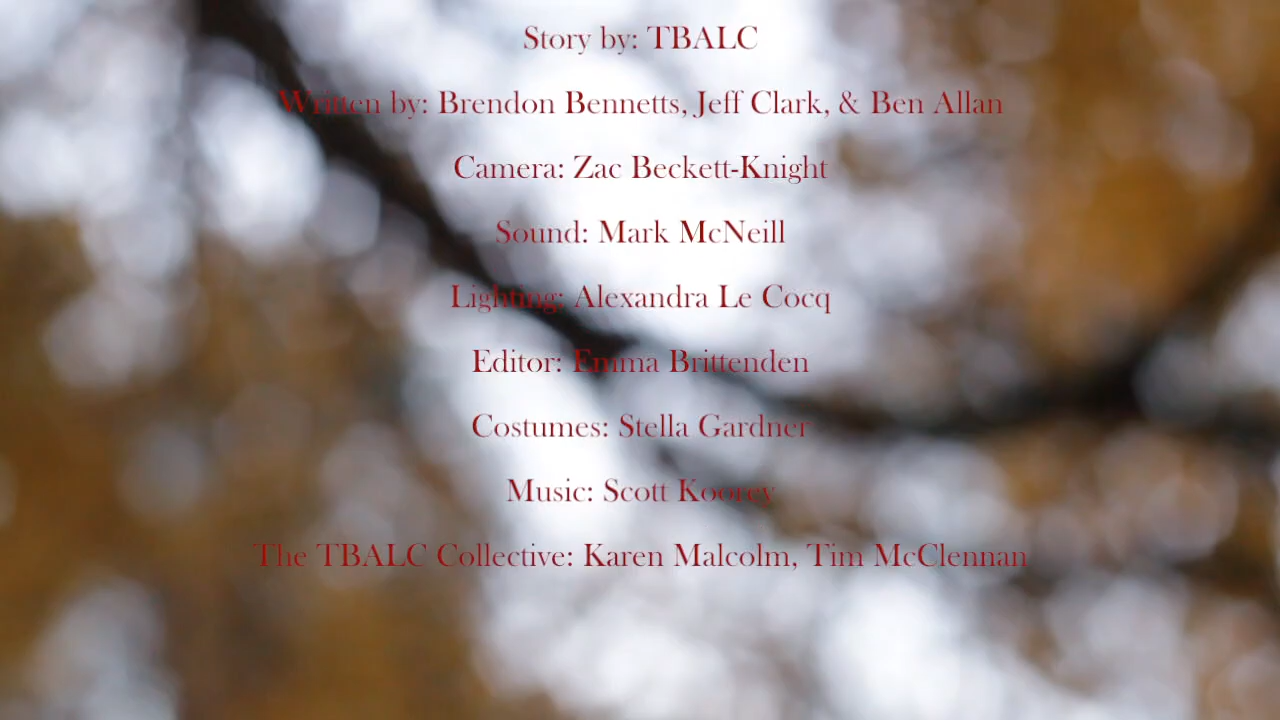 Story by: TBALC
Written by: Brendon Bennetts, Jeff Clark, & Ben Allan
Camera: Zac Beckett-Knight
Sound: Mark McNeill
Lighting: Alexandra Le Cocq
Editor: Emma Brittenden
Costumes: Stella Gardner
Music: Scott Koorey
The TBALC Collective: Karen Malcolm, Tim McClennan